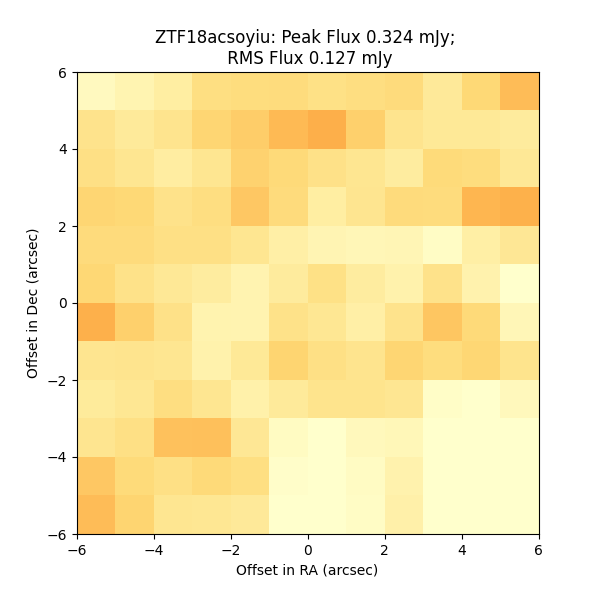 ZTF18acsoyiu: Peak Flux 0.324 mJy;
RMS Flux 0.127 mJy
6
4
2
0
−2
−4
−6
Offset in Dec (arcsec)
−6 −4 −2 0 2 4 6
Offset in RA (arcsec)